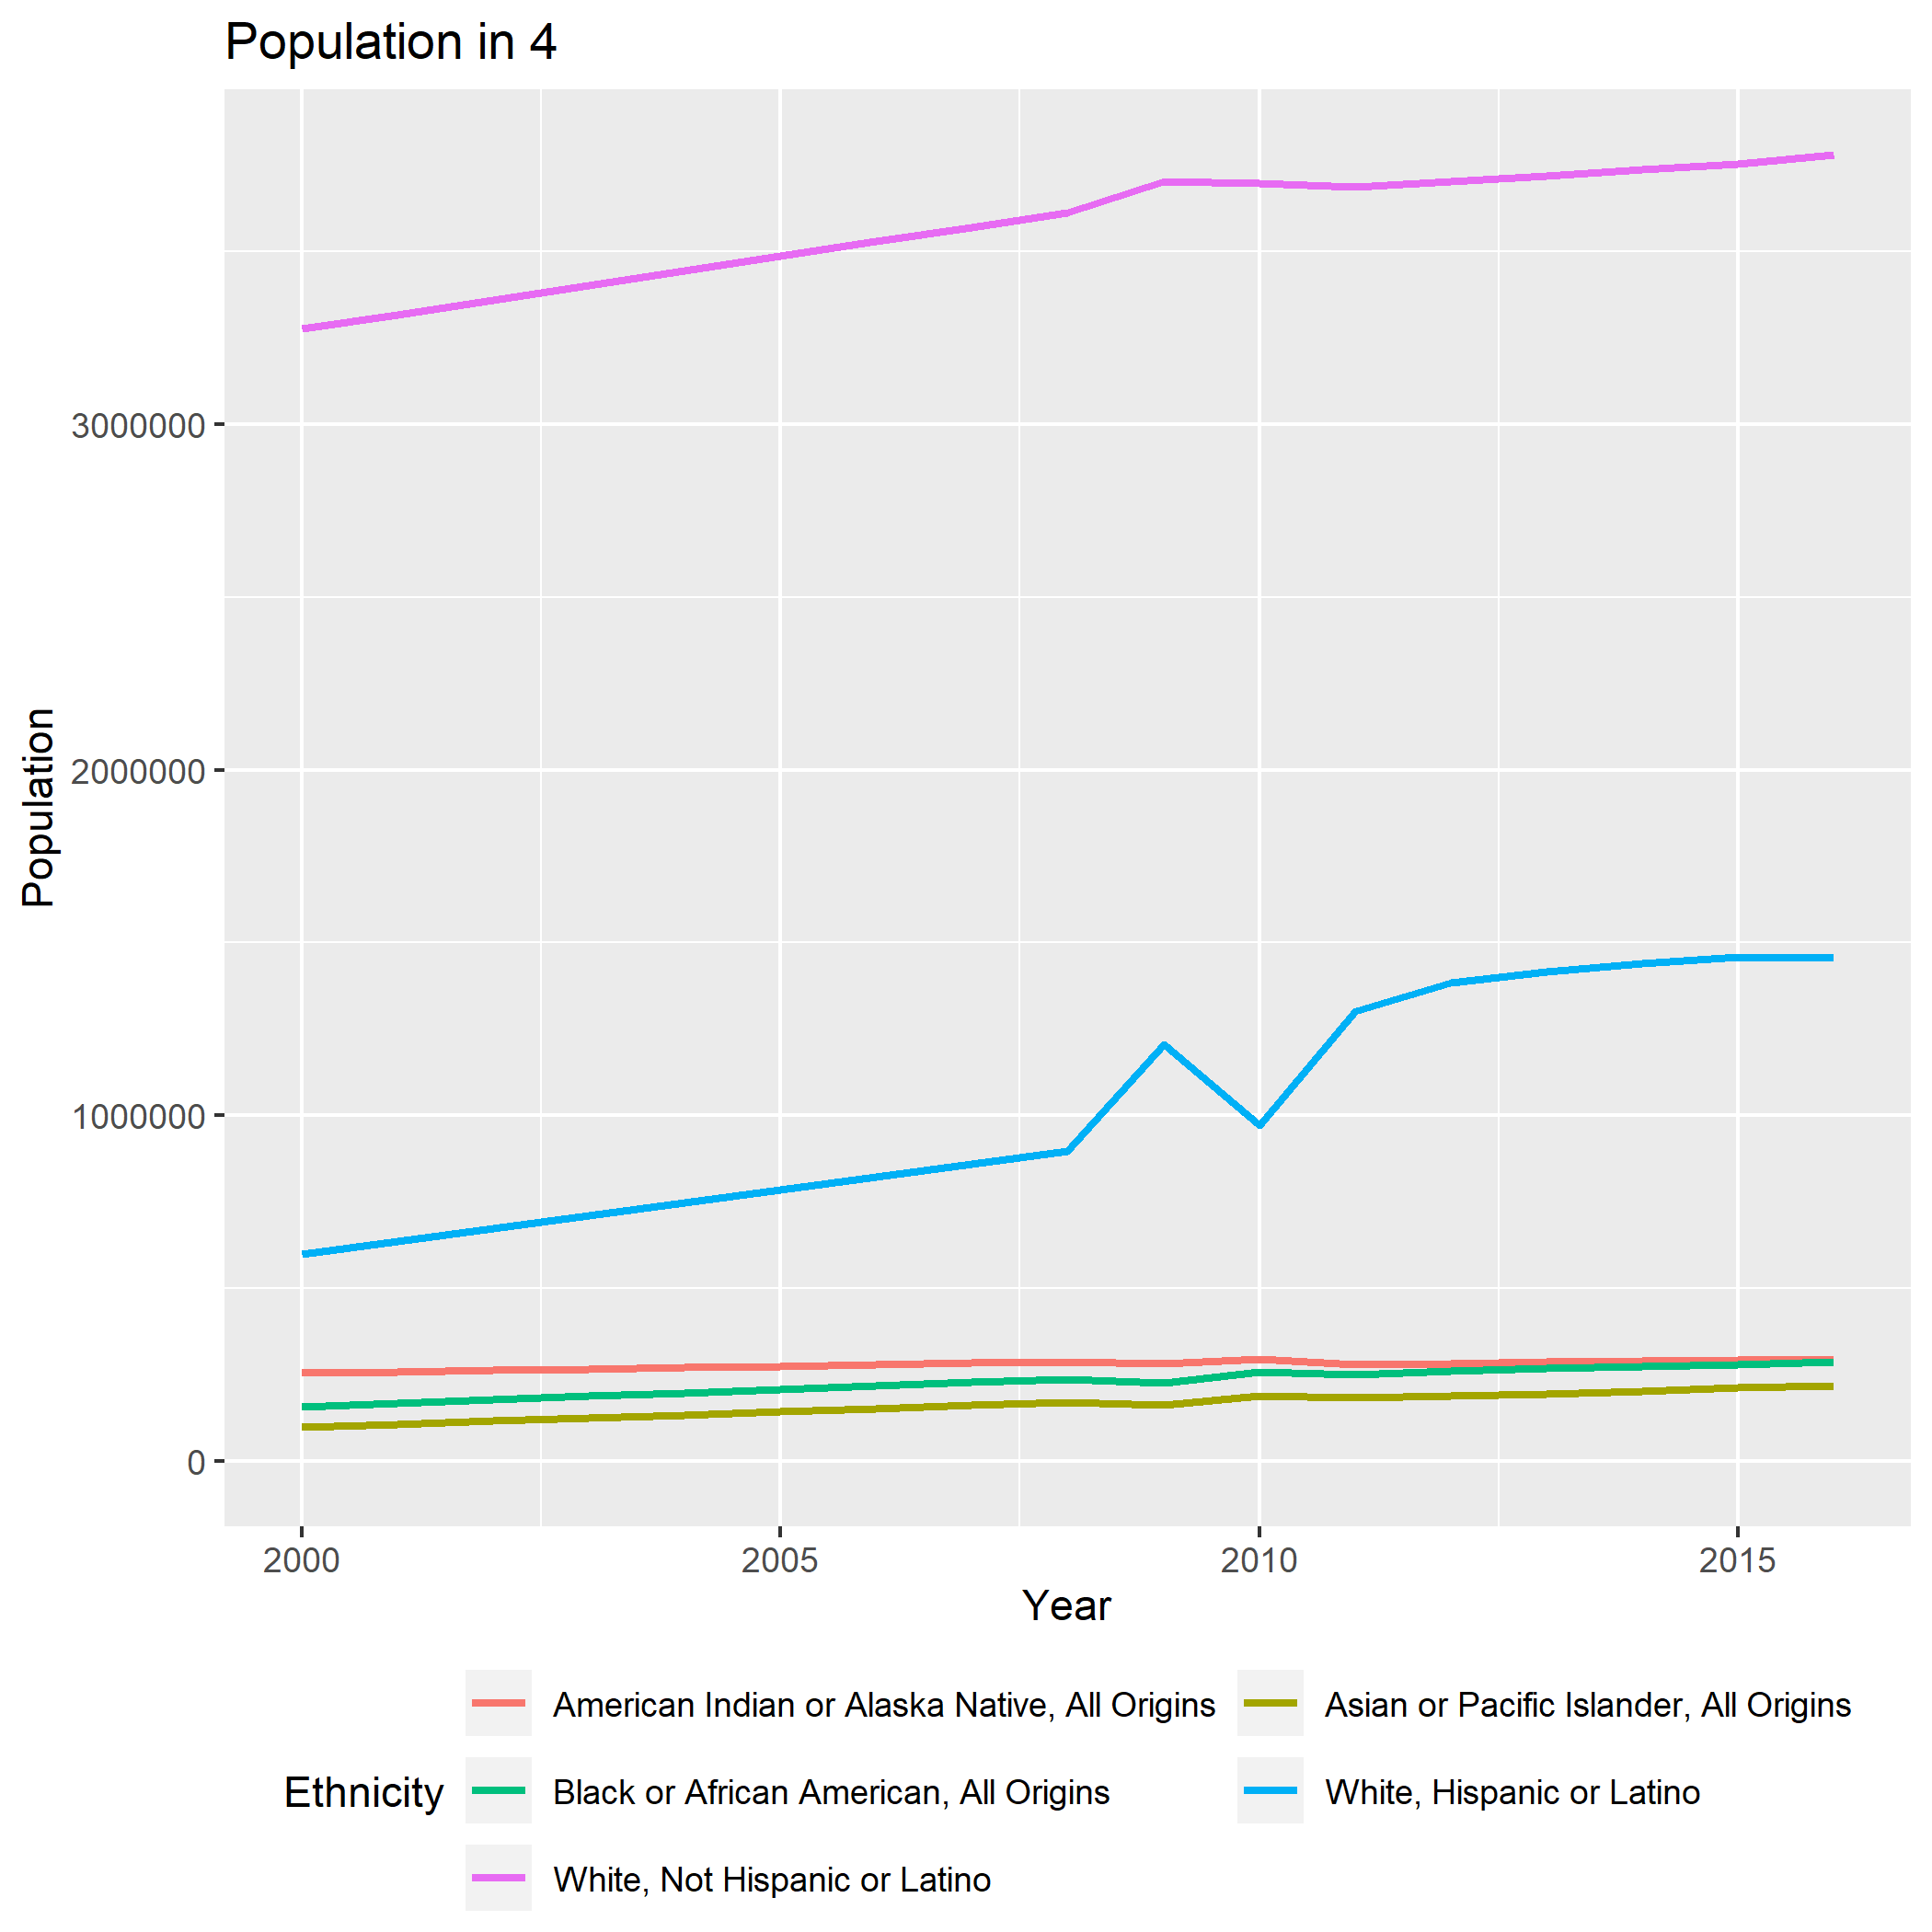 Population in 4
Population
3000000
2000000
1000000
0
2000 2005 2010 2015
Year
Ethnicity
American Indian or Alaska Native, All Origins
Asian or Pacific Islander, All Origins
Black or African American, All Origins
White, Hispanic or Latino
White, Not Hispanic or Latino